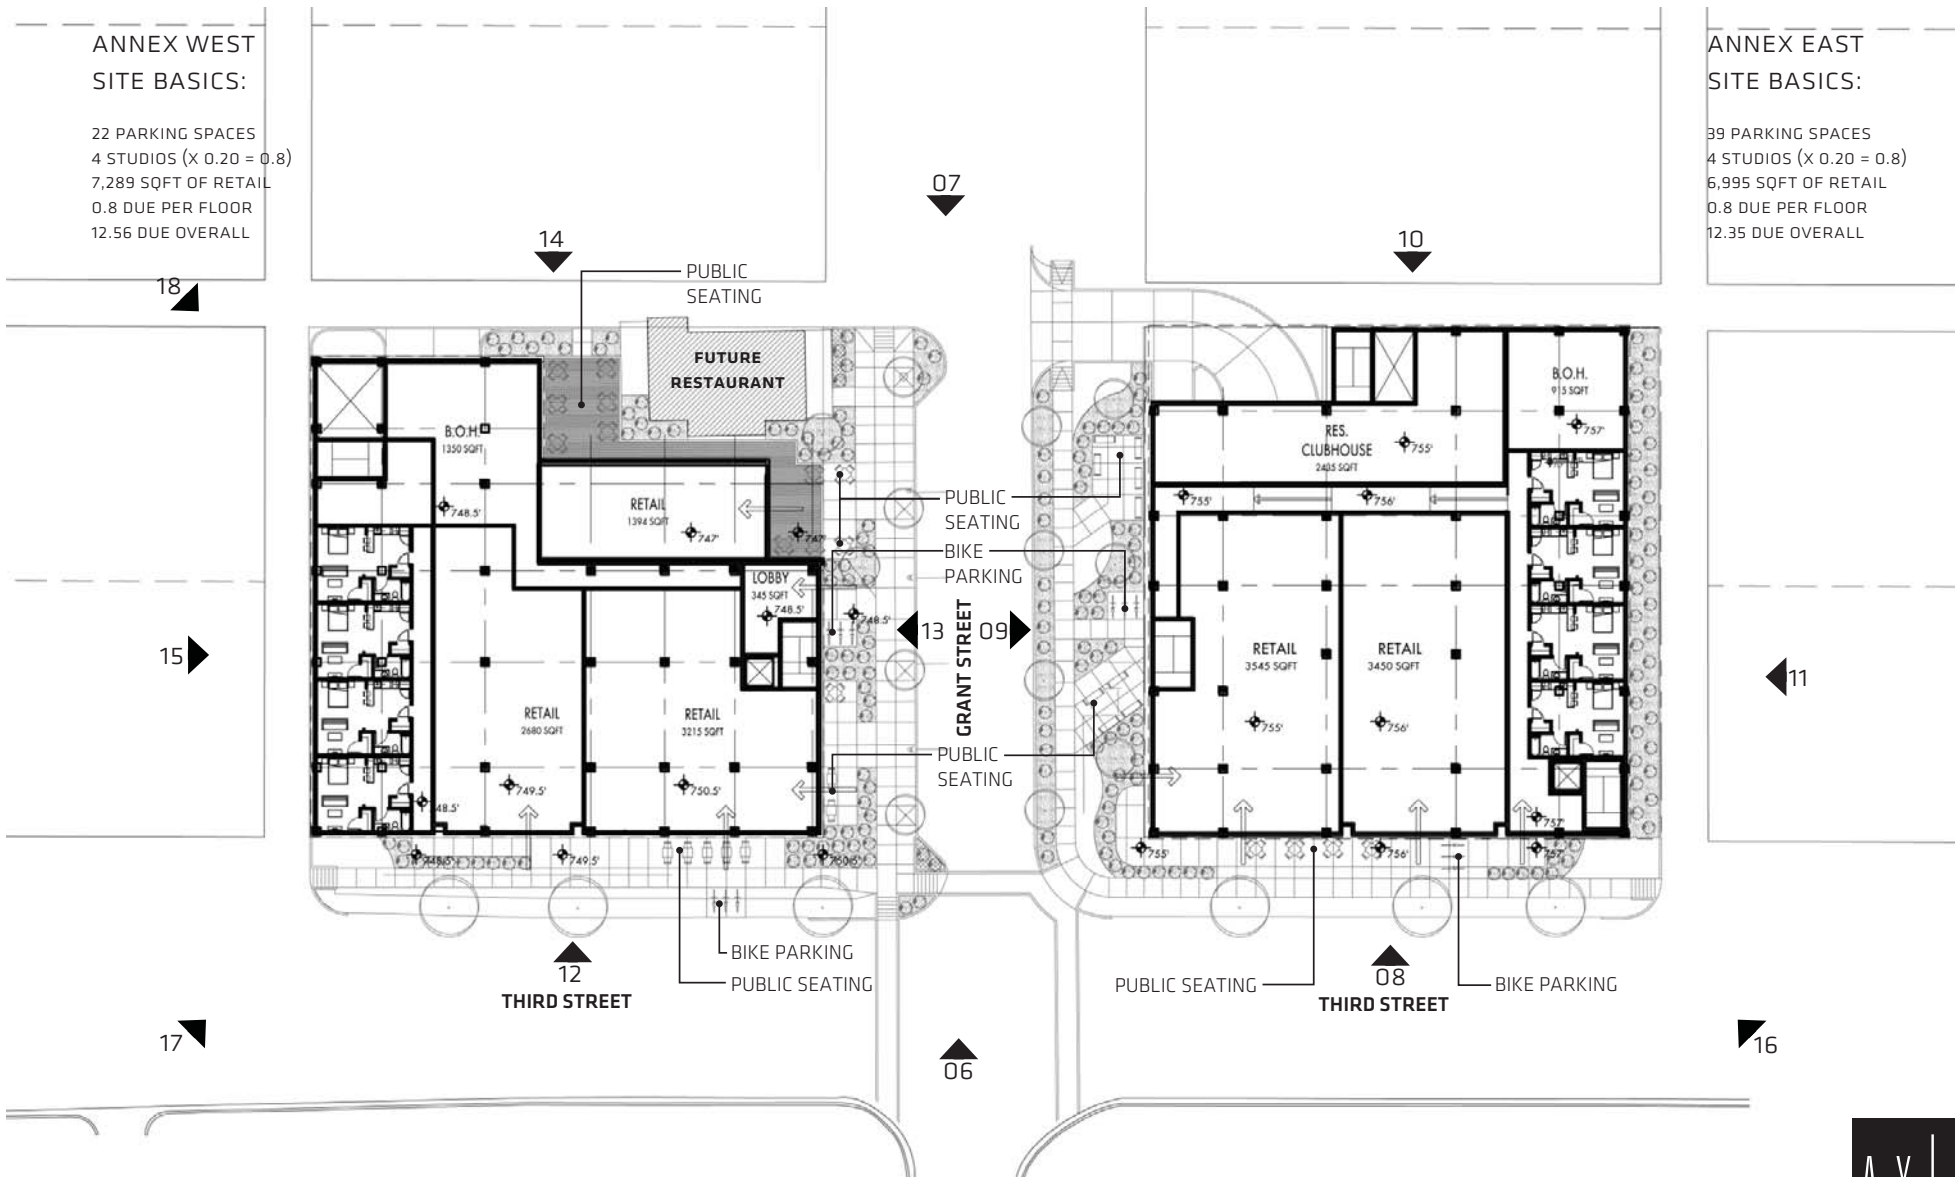 ANNEX WEST
SITE BASICS:
22 PARKING SPACES
4 STUDIOS (X 0.20 = 0.8)
7,289 SQFT OF RETAIL
0.8 DUE PER FLOOR
12.56 DUE OVERALL
ANNEX EAST
SITE BASICS:
39 PARKING SPACES
4 STUDIOS (X 0.20 = 0.8)
6,995 SQFT OF RETAIL
0.8 DUE PER FLOOR
12.35 DUE OVERALL
07
14
10
18
PUBLIC
SEATING
FUTURE
RESTAURANT
B.O.H.
1350 SQFT
748.5'
RETAIL
1394 SQFT
747'
747'
LOBBY
345 SQFT
748.5'
748.5'
RETAIL
2680 SQFT
749.5'
RETAIL
3215 SQFT
750.5'
48.5'
748.5'
749.5'
750.5'
15
13
09
GRANT STREET
PUBLIC
SEATING
BIKE
PARKING
PUBLIC
SEATING
B.O.H.
915 SQFT
757'
RES.
CLUBHOUSE
2405 SQFT
755'
755'
756'
RETAIL
3545 SQFT
755'
RETAIL
3450 SQFT
756'
757'
755'
756'
757'
11
BIKE PARKING
PUBLIC SEATING
12
THIRD STREET
PUBLIC SEATING
08
THIRD STREET
BIKE PARKING
17
06
16